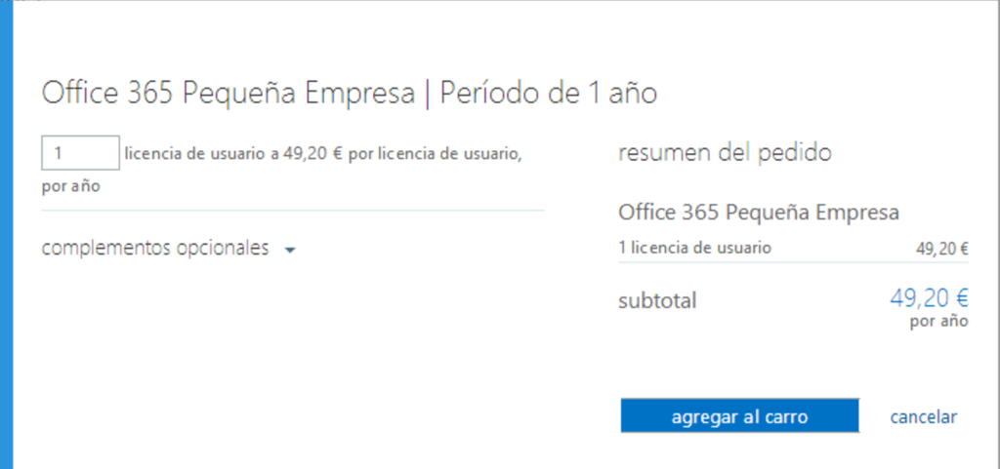 Office 365 Pequeña Empresa | Período de 1 año
1 licencia de usuario a 49,20 € por licencia de usuario,
por año
complementos opcionales
resumen del pedido
Office 365 Pequeña Empresa
1 licencia de usuario 49,20 €
subtotal 49,20 €
por año
agregar al carro cancelar